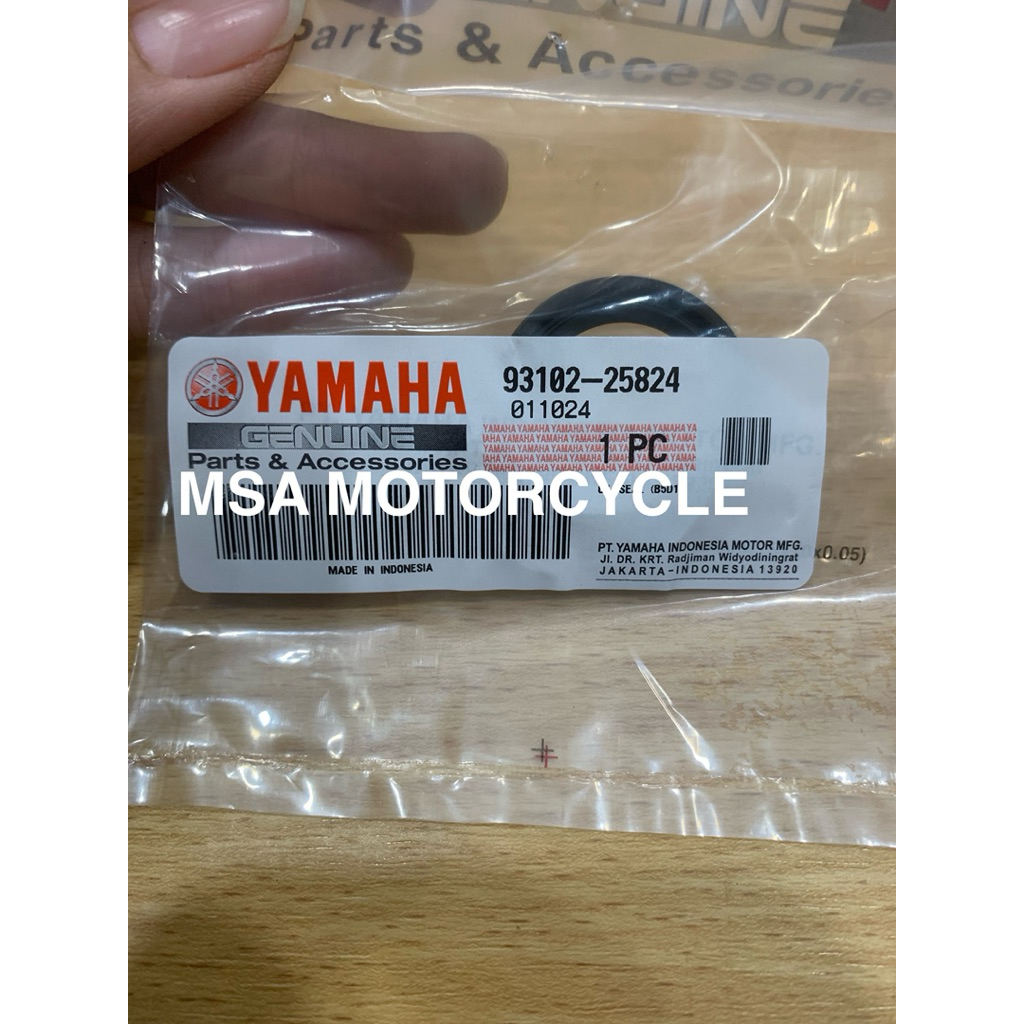 Parts & Accessories
YAMAHA
GENUINE
Parts & Accessories
93102-25824
011024
1 PC
MSA MOTORCYCLE
MADE IN INDONESIA
PT. YAMAHA INDONESIA MOTOR MFG.
Jl. DR. KRT. Radjiman Widyodiningrat
JAKARTA-INDONESIA 13920
x0.05)